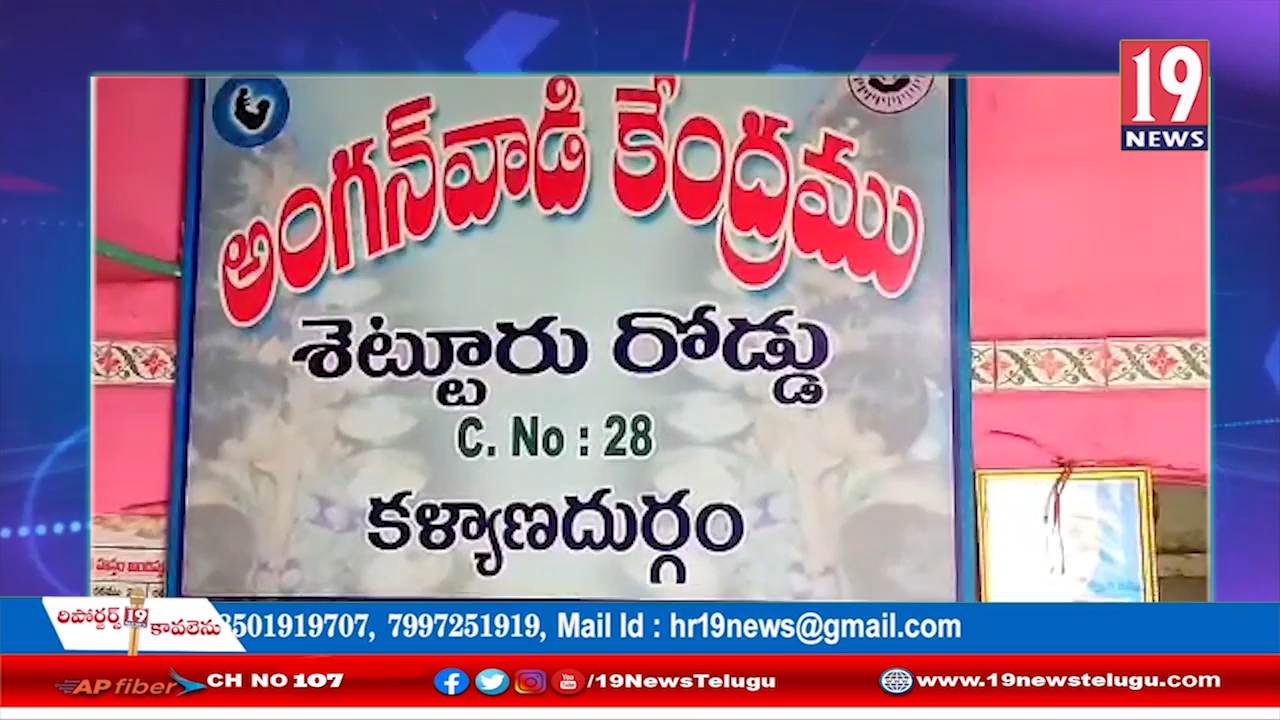 19
NEWS
అంగన్‌వాడి కేంద్రము
శెట్టూరు రోడ్డు
C. No : 28
కళ్యాణదుర్గం
రిపోర్టర్స్ 19 కావలెను
8501919707, 7997251919, Mail Id : hr19news@gmail.com
AP fiber CH NO 107 /19NewsTelugu www.19newstelugu.com